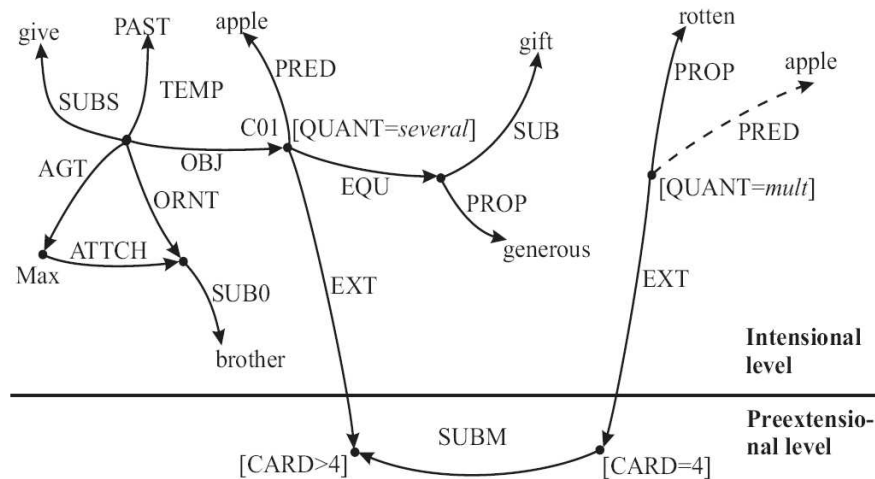 give
PAST
apple
gift
rotten
apple
SUBS
TEMP
PRED
SUB
PROP
PRED
C01 [QUANT=several]
OBJ
EQU
PROP
[QUANT=mult]
AGT
ORNT
generous
Max
ATTCH
SUB0
brother
EXT
EXT
Intensional
level
Preextensio-
nal level
SUBM
[CARD>4]
[CARD=4]